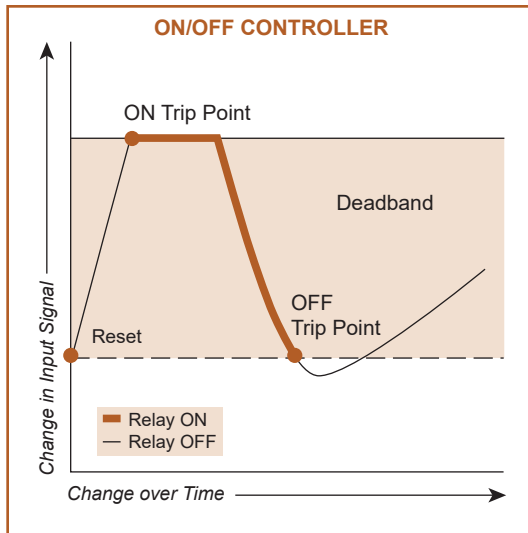 ON/OFF CONTROLLER
ON Trip Point
Deadband
OFF
Trip Point
Reset
Relay ON
Relay OFF
Change in Input Signal
Change over Time